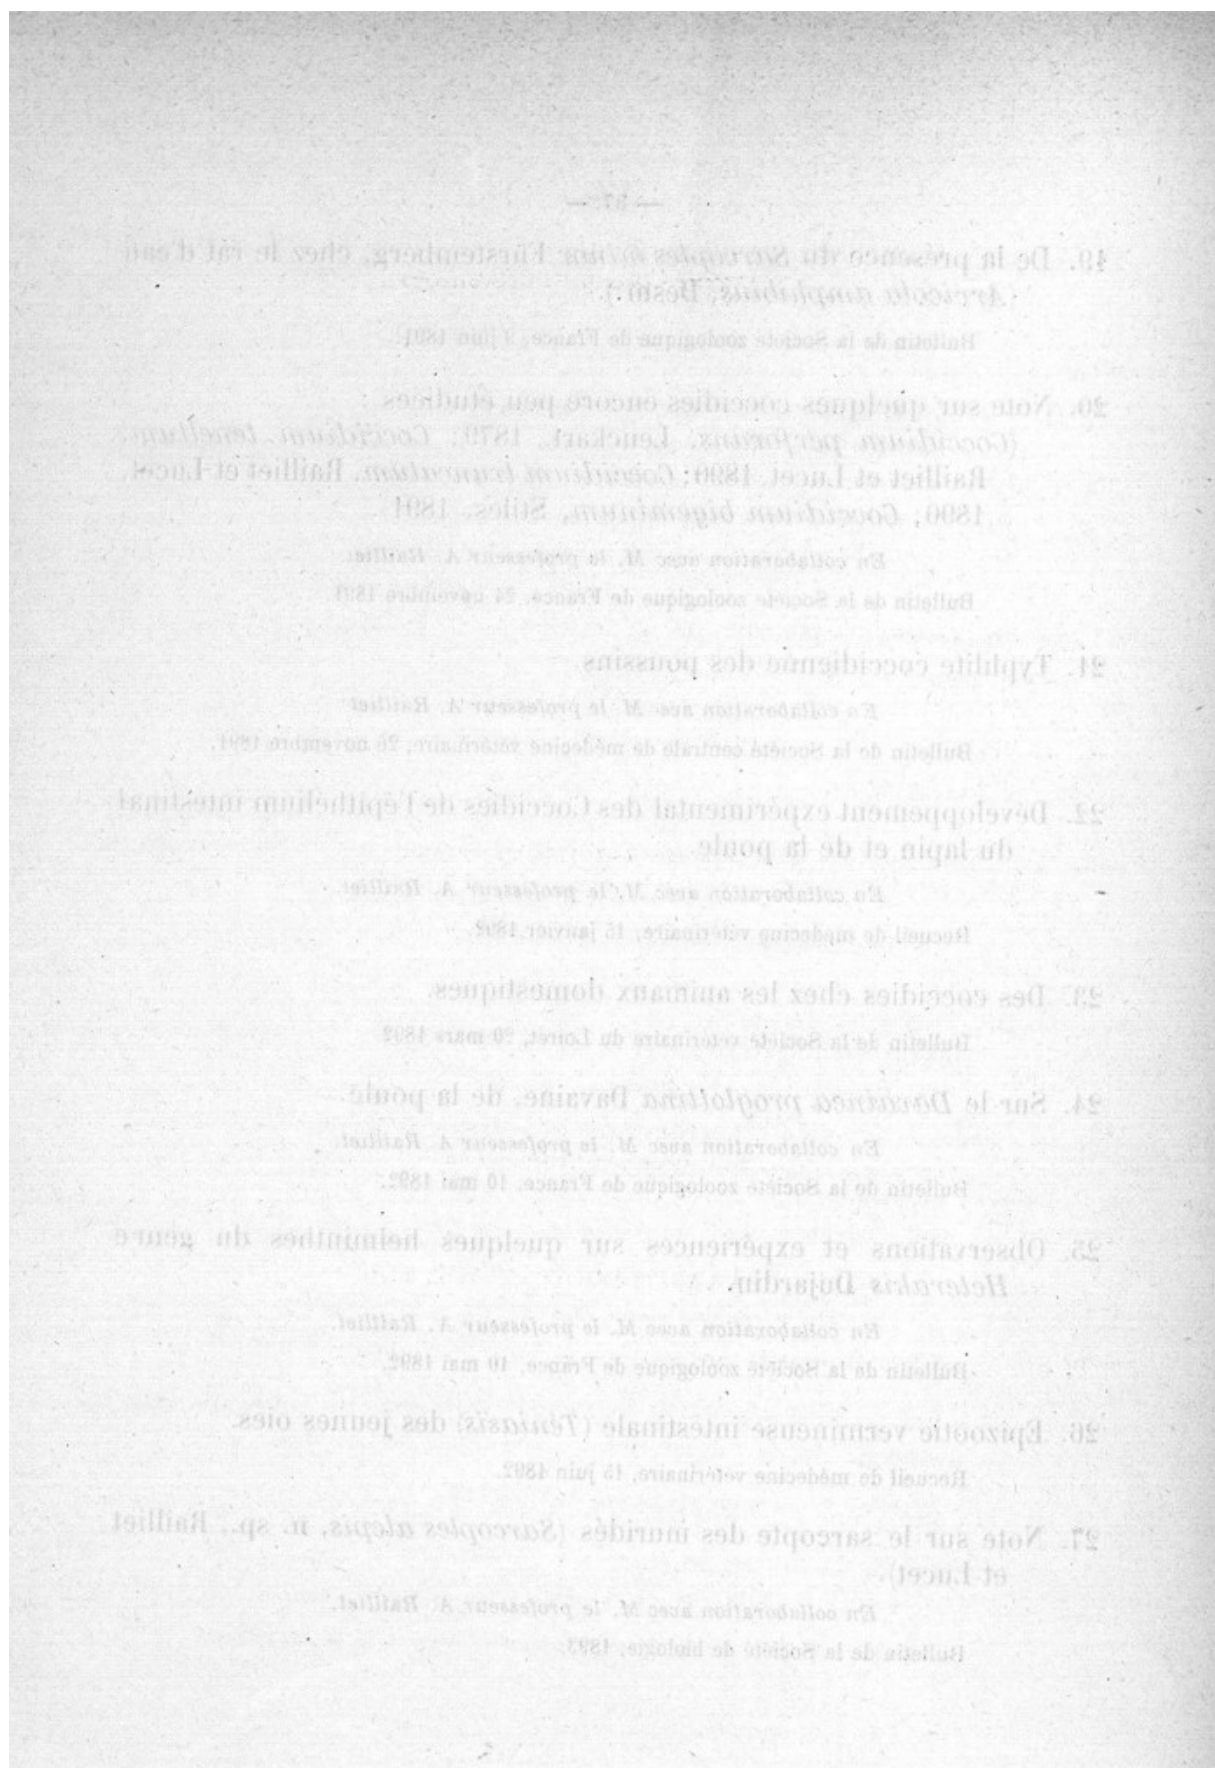 19. De la présence du Sarcoptes minor Fürstemberg, chez le rat d'eau
(Arvicola amphibius, Desm.).
Bulletin de la Société zoologique de France, 9 juin 1891.
20. Note sur quelques coccidies encore peu étudiées :
(Coccidium perforans, Leuckart, 1879; Coccidium tenellum,
Railliet et Lucet, 1890; Coccidium truncatum, Railliet et Lucet,
1890; Coccidium bigeminum, Stiles, 1891
En collaboration avec M. le professeur A. Railliet.
Bulletin de la Société zoologique de France, 24 novembre 1891.
21. Typhlite coccidienne des poussins.
En collaboration avec M. le professeur A. Railliet
Bulletin de la Société centrale de médecine vétérinaire, 26 novembre 1891.
22. Développement expérimental des Coccidies de l'épithélium intestinal
du lapin et de la poule.
En collaboration avec M. le professeur A. Railliet.
Recueil de médecine vétérinaire, 15 janvier 1892.
23. Des coccidies chez les animaux domestiques.
Bulletin de la Société vétérinaire du Loiret, 20 mars 1892
24. Sur le Davainea proglottina Davaine, de la poule.
En collaboration avec M. le professeur A. Railliet.
Bulletin de la Société zoologique de France, 10 mai 1892.
25. Observations et expériences sur quelques helminthes du genre
Heterakis Dujardin.
En collaboration avec M. le professeur A. Railliet.
Bulletin de la Société zoologique de France, 10 mai 1892.
26. Epizootie vermineuse intestinale (Téniasis) des jeunes oies.
Recueil de médecine vétérinaire, 15 juin 1892.
27. Note sur le sarcopte des muridés (Sarcoptes alepis, n. sp., Railliet
et Lucet).
En collaboration avec M. le professeur A. Railliet.
Bulletin de la Société de biologie, 1893.